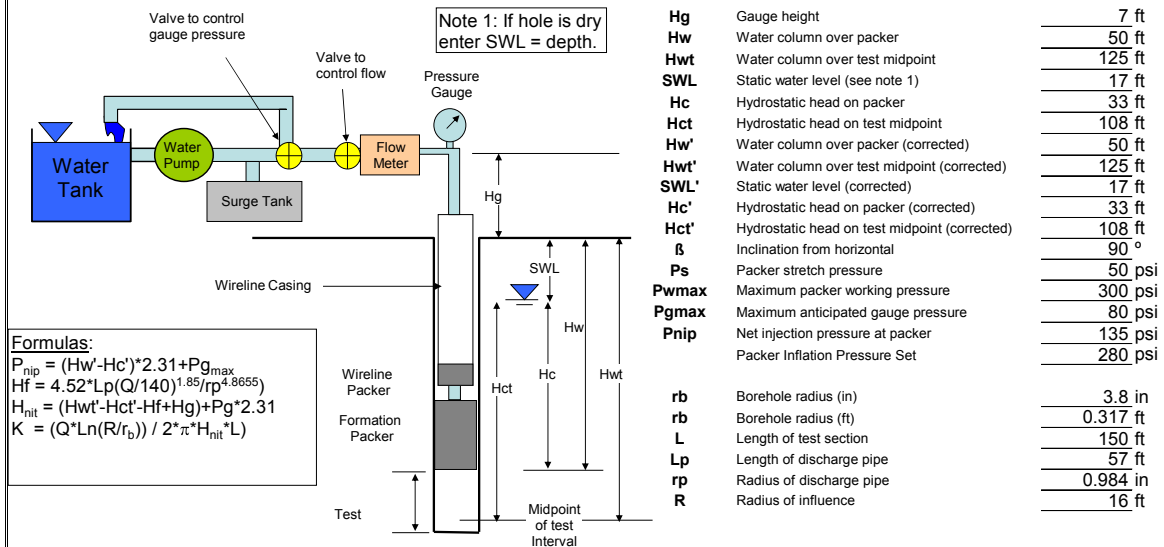 Valve to control
gauge pressure
Note 1: If hole is dry
enter SWL = depth.
Valve to
control flow
Pressure
Gauge
Water
Tank
Water
Pump
Flow
Meter
Surge Tank
Hg
SWL
Wireline Casing
Hw
Hct
Hc
Hwt
Wireline
Packer
Formation
Packer
Test
Midpoint
of test
Interval
Formulas:
P_nip = (Hw'-Hc')*2.31+Pg_max
Hf = 4.52*Lp(Q/140)^1.85/rp^4.8655)
H_nit = (Hwt'-Hct'-Hf+Hg)+Pg*2.31
K = (Q*Ln(R/r_b)) / 2*π*H_nit*L)
Hg Gauge height 7 ft
Hw Water column over packer 50 ft
Hwt Water column over test midpoint 125 ft
SWL Static water level (see note 1) 17 ft
Hc Hydrostatic head on packer 33 ft
Hct Hydrostatic head on test midpoint 108 ft
Hw' Water column over packer (corrected) 50 ft
Hwt' Water column over test midpoint (corrected) 125 ft
SWL' Static water level (corrected) 17 ft
Hc' Hydrostatic head on packer (corrected) 33 ft
Hct' Hydrostatic head on test midpoint (corrected) 108 ft
ß Inclination from horizontal 90 º
Ps Packer stretch pressure 50 psi
Pwmax Maximum packer working pressure 300 psi
Pgmax Maximum anticipated gauge pressure 80 psi
Pnip Net injection pressure at packer 135 psi
Packer Inflation Pressure Set 280 psi
rb Borehole radius (in) 3.8 in
rb Borehole radius (ft) 0.317 ft
L Length of test section 150 ft
Lp Length of discharge pipe 57 ft
rp Radius of discharge pipe 0.984 in
R Radius of influence 16 ft